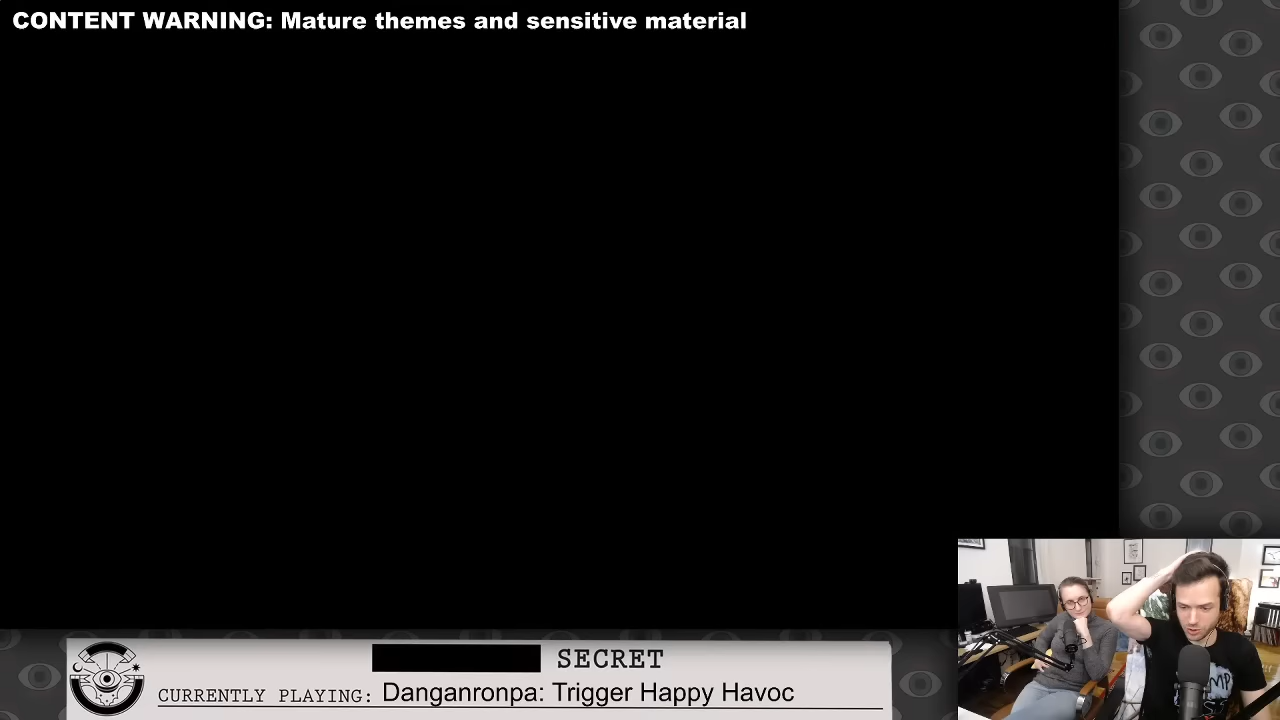 CONTENT WARNING: Mature themes and sensitive material
SECRET
CURRENTLY PLAYING: Danganronpa: Trigger Happy Havoc